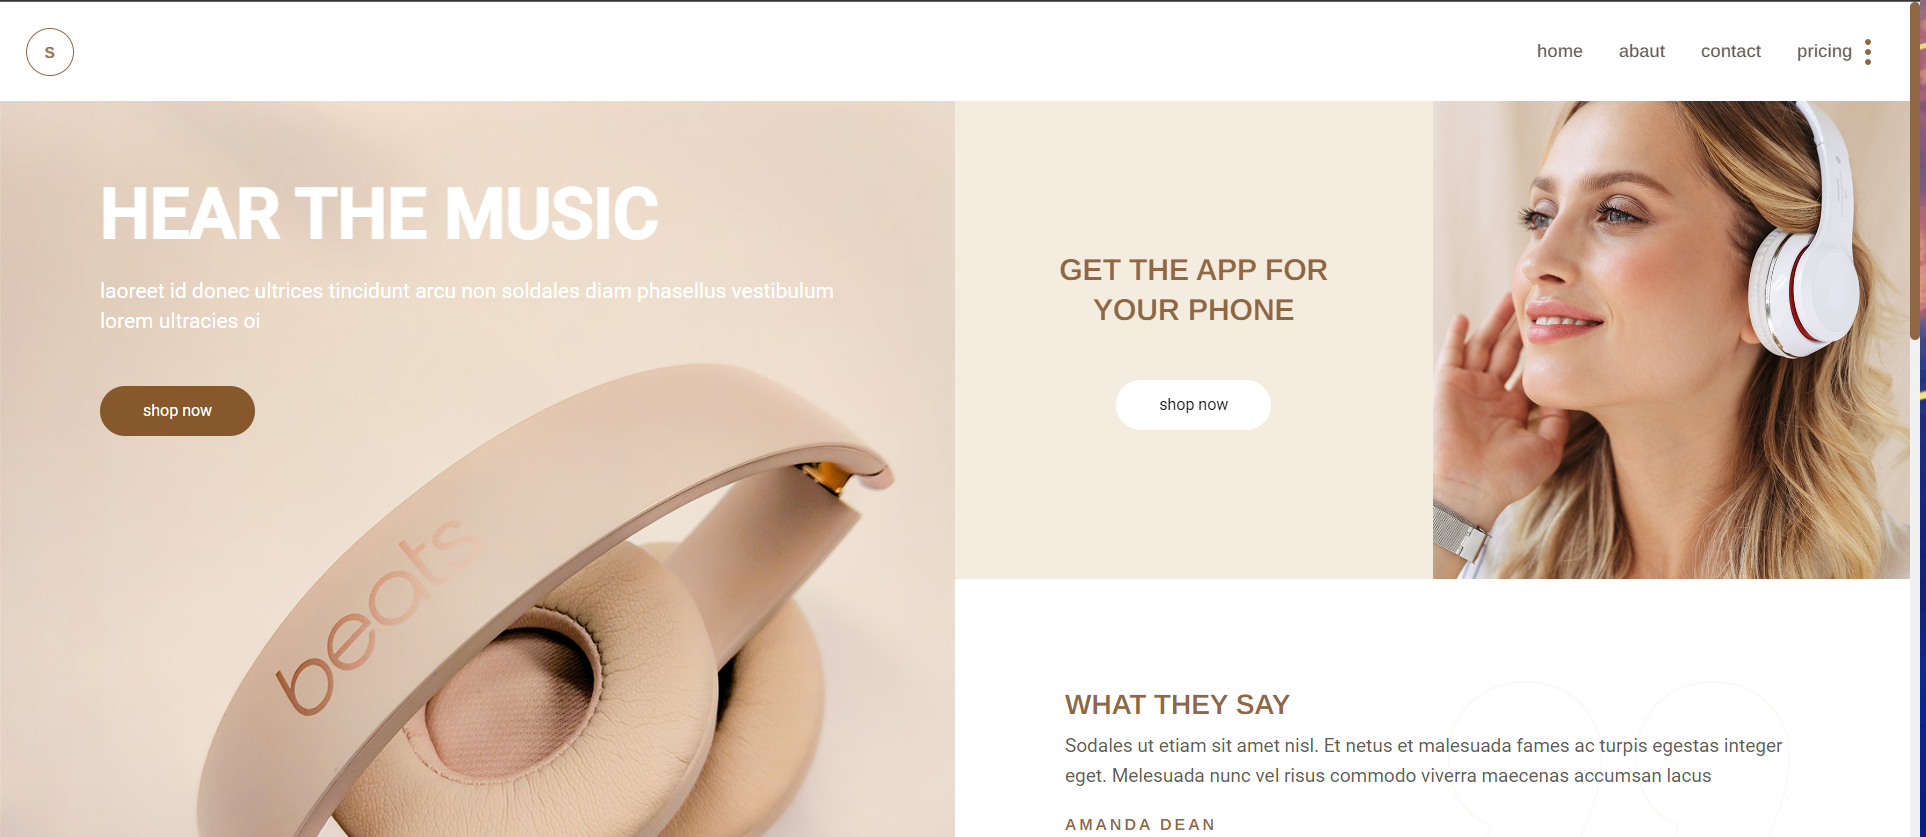 S
home abaut contact pricing
HEAR THE MUSIC
laoreet id donec ultrices tincidunt arcu non soldales diam phasellus vestibulum
lorem ultracies oi
shop now
beats
GET THE APP FOR
YOUR PHONE
shop now
WHAT THEY SAY
Sodales ut etiam sit amet nisl. Et netus et malesuada fames ac turpis egestas integer
eget. Melesuada nunc vel risus commodo viverra maecenas accumsan lacus
AMANDA DEAN